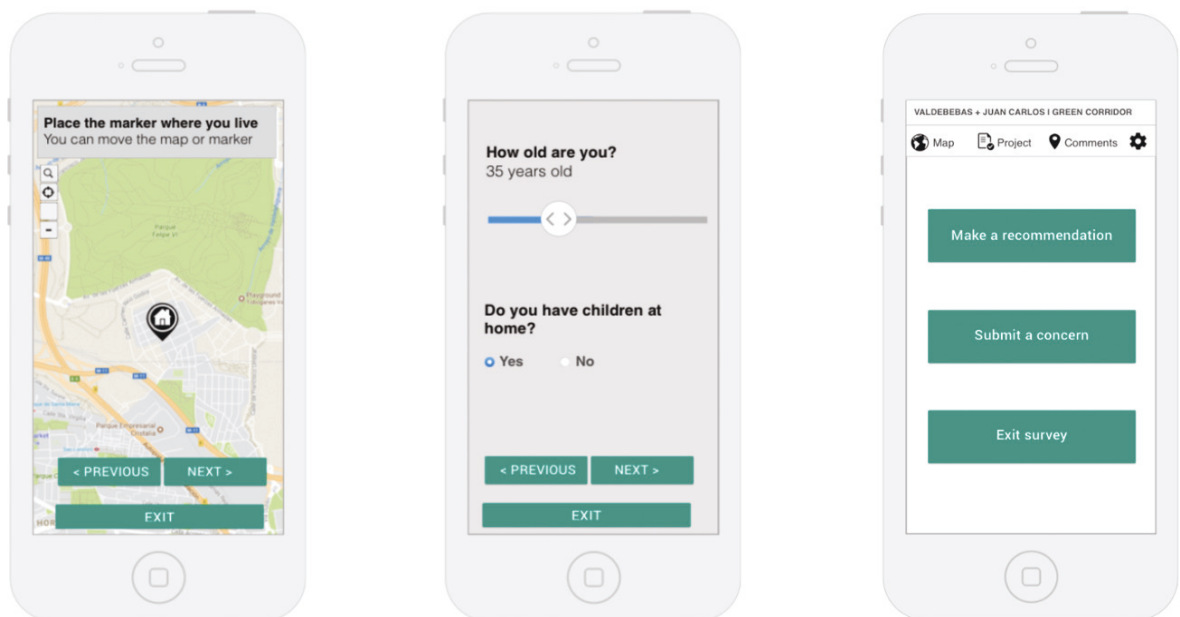 Place the marker where you live
You can move the map or marker
Parque
Felipe VI
Playground
Parque Empresarial
Cristalia
< PREVIOUS NEXT >
EXIT
How old are you?
35 years old
< >
Do you have children at
home?
Yes No
< PREVIOUS NEXT >
EXIT
VALDEBEBAS + JUAN CARLOS I GREEN CORRIDOR
Map Project Comments
Make a recommendation
Submit a concern
Exit survey